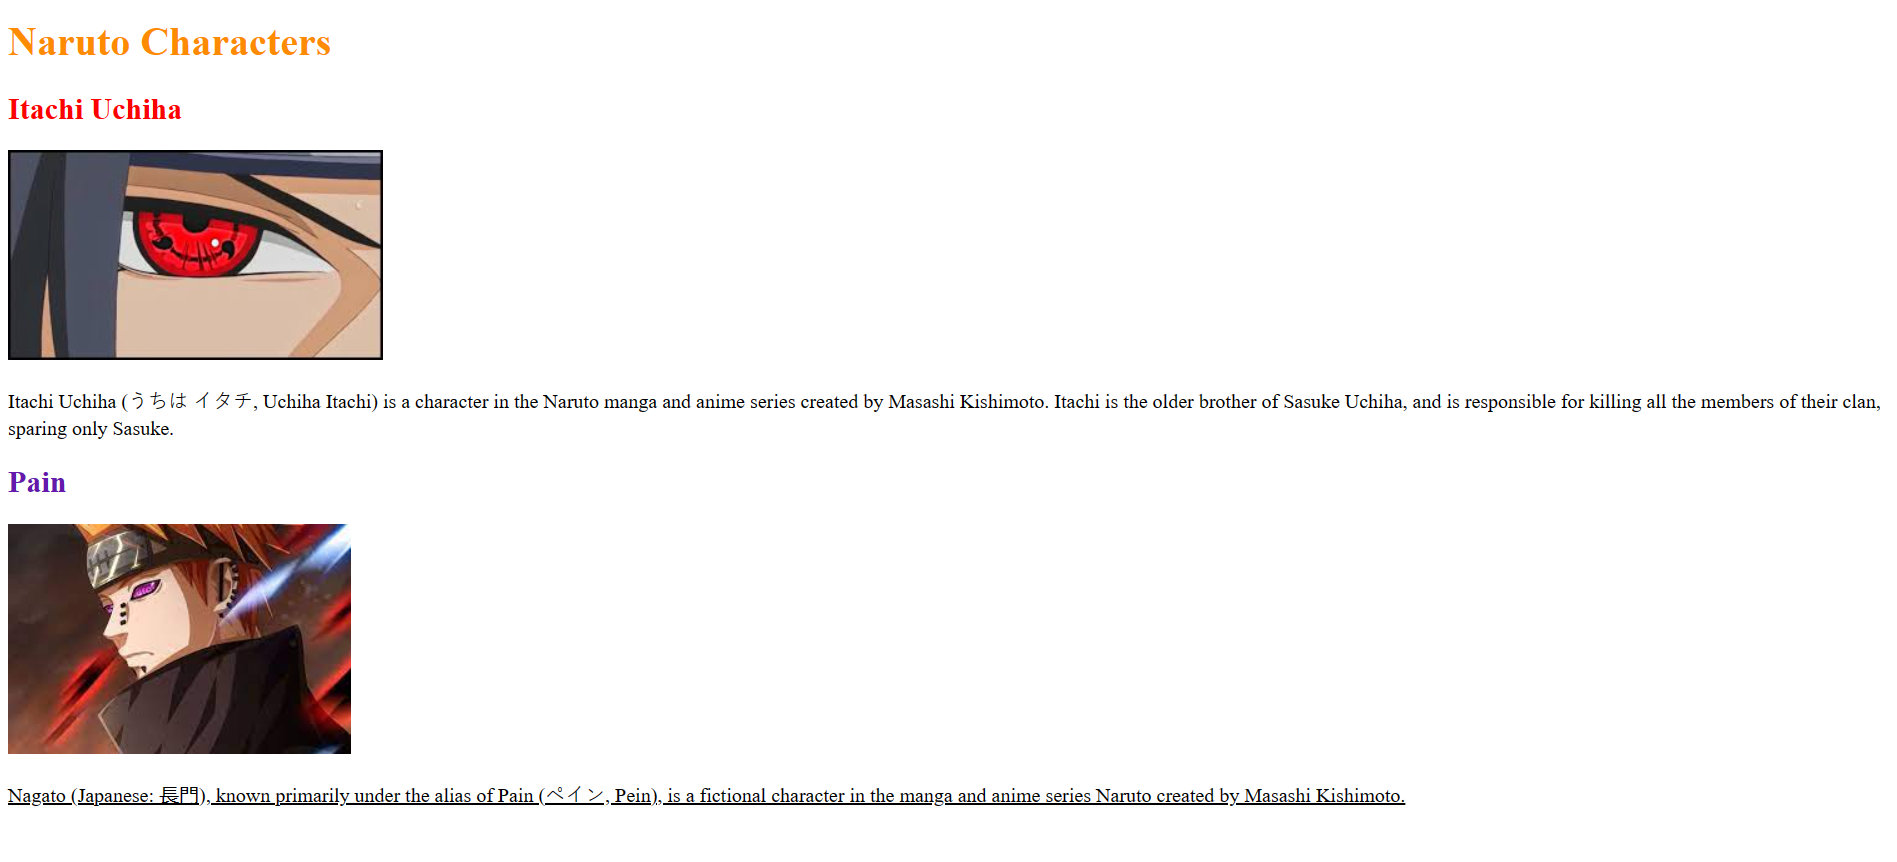 Naruto Characters
Itachi Uchiha
Itachi Uchiha (うちは イタチ, Uchiha Itachi) is a character in the Naruto manga and anime series created by Masashi Kishimoto. Itachi is the older brother of Sasuke Uchiha, and is responsible for killing all the members of their clan,
sparing only Sasuke.
Pain
Nagato (Japanese: 長門), known primarily under the alias of Pain (ペイン, Pein), is a fictional character in the manga and anime series Naruto created by Masashi Kishimoto.